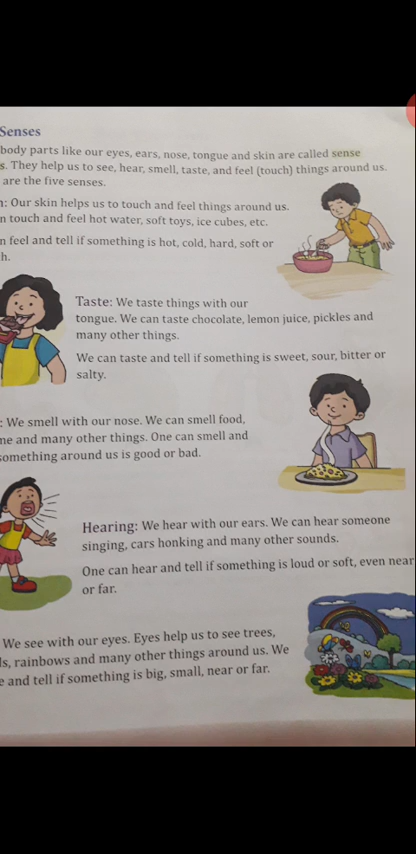 Senses
body parts like our eyes, ears, nose, tongue and skin are called sense
s. They help us to see, hear, smell, taste, and feel (touch) things around us.
are the five senses.
: Our skin helps us to touch and feel things around us.
n touch and feel hot water, soft toys, ice cubes, etc.
n feel and tell if something is hot, cold, hard, soft or
h.
Taste: We taste things with our
tongue. We can taste chocolate, lemon juice, pickles and
many other things.
We can taste and tell if something is sweet, sour, bitter or
salty.
: We smell with our nose. We can smell food,
me and many other things. One can smell and
something around us is good or bad.
Hearing: We hear with our ears. We can hear someone
singing, cars honking and many other sounds.
One can hear and tell if something is loud or soft, even near
or far.
We see with our eyes. Eyes help us to see trees,
ls, rainbows and many other things around us. We
e and tell if something is big, small, near or far.